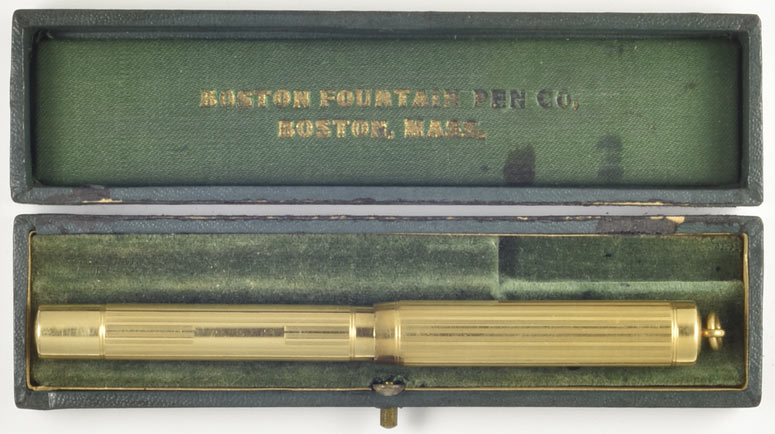 BOSTON FOUNTAIN PEN CO.
BOSTON, MASS.